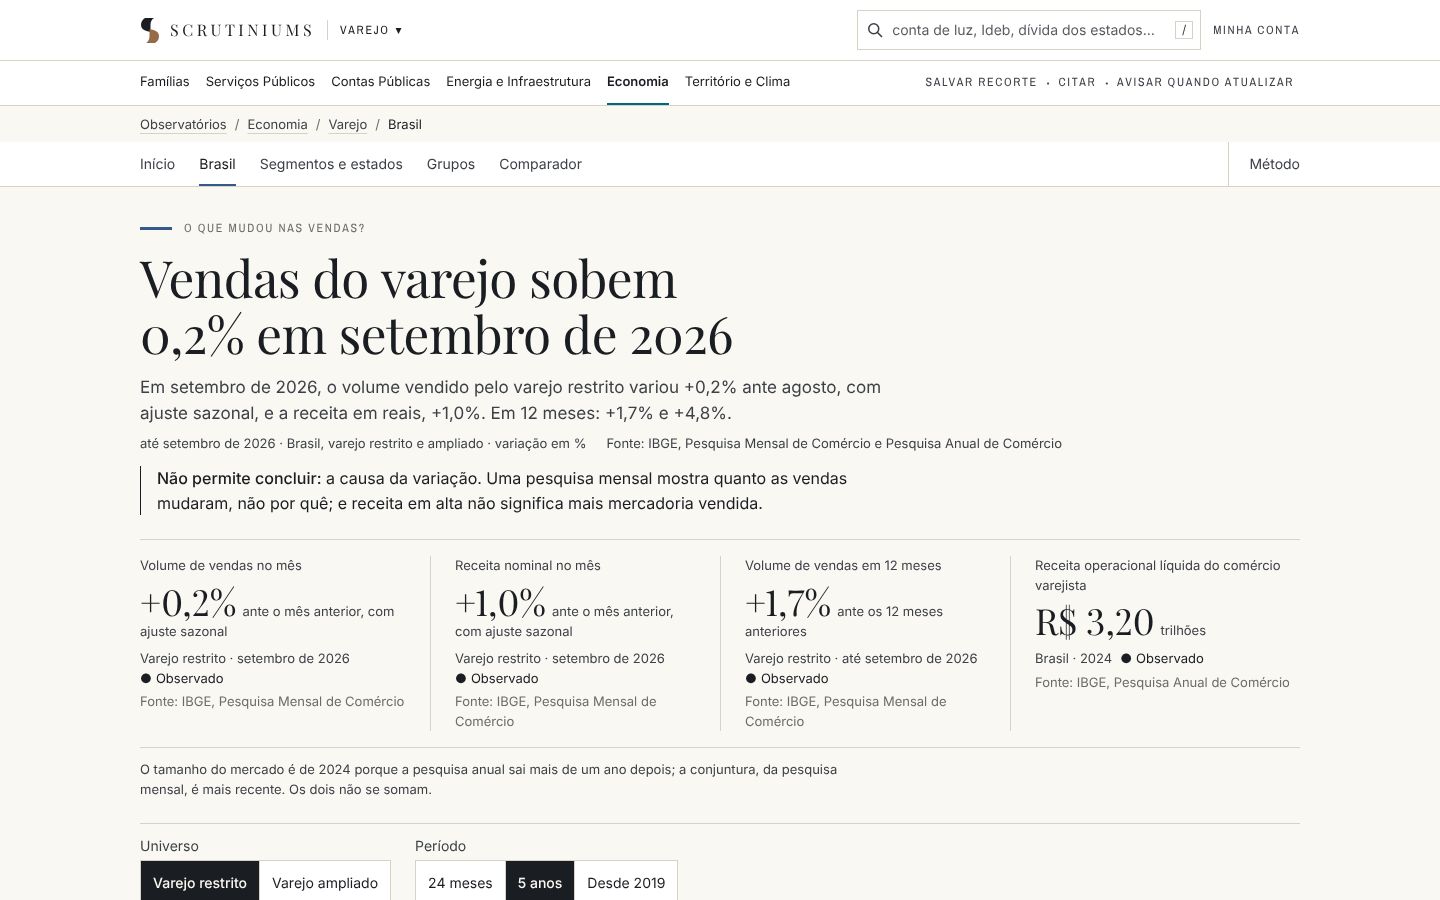 SCRUTINIUMS
VAREJO ▼
conta de luz, Ideb, dívida dos estados...
/
MINHA CONTA
Famílias Serviços Públicos Contas Públicas Energia e Infraestrutura Economia Território e Clima
SALVAR RECORTE • CITAR • AVISAR QUANDO ATUALIZAR
Observatórios / Economia / Varejo / Brasil
Início Brasil Segmentos e estados Grupos Comparador Método
O QUE MUDOU NAS VENDAS?
Vendas do varejo sobem
0,2% em setembro de 2026
Em setembro de 2026, o volume vendido pelo varejo restrito variou +0,2% ante agosto, com
ajuste sazonal, e a receita em reais, +1,0%. Em 12 meses: +1,7% e +4,8%.
até setembro de 2026 · Brasil, varejo restrito e ampliado · variação em % Fonte: IBGE, Pesquisa Mensal de Comércio e Pesquisa Anual de Comércio
Não permite concluir: a causa da variação. Uma pesquisa mensal mostra quanto as vendas
mudaram, não por quê; e receita em alta não significa mais mercadoria vendida.
Volume de vendas no mês
+0,2% ante o mês anterior, com
ajuste sazonal
Varejo restrito · setembro de 2026
● Observado
Fonte: IBGE, Pesquisa Mensal de Comércio
Receita nominal no mês
+1,0% ante o mês anterior,
com ajuste sazonal
Varejo restrito · setembro de 2026
● Observado
Fonte: IBGE, Pesquisa Mensal de
Comércio
Volume de vendas em 12 meses
+1,7% ante os 12 meses
anteriores
Varejo restrito · até setembro de 2026
● Observado
Fonte: IBGE, Pesquisa Mensal de
Comércio
Receita operacional líquida do comércio
varejista
R$ 3,20 trilhões
Brasil · 2024 ● Observado
Fonte: IBGE, Pesquisa Anual de Comércio
O tamanho do mercado é de 2024 porque a pesquisa anual sai mais de um ano depois; a conjuntura, da pesquisa
mensal, é mais recente. Os dois não se somam.
Universo
Varejo restrito Varejo ampliado
Período
24 meses 5 anos Desde 2019